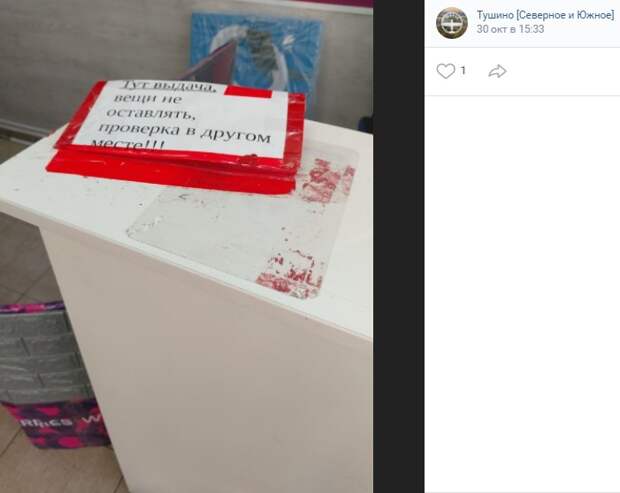 Тут выдача,
вещи не
оставлять,
проверка в другом
месте!!!
Тушино [Северное и Южное]
30 окт в 15:33
1